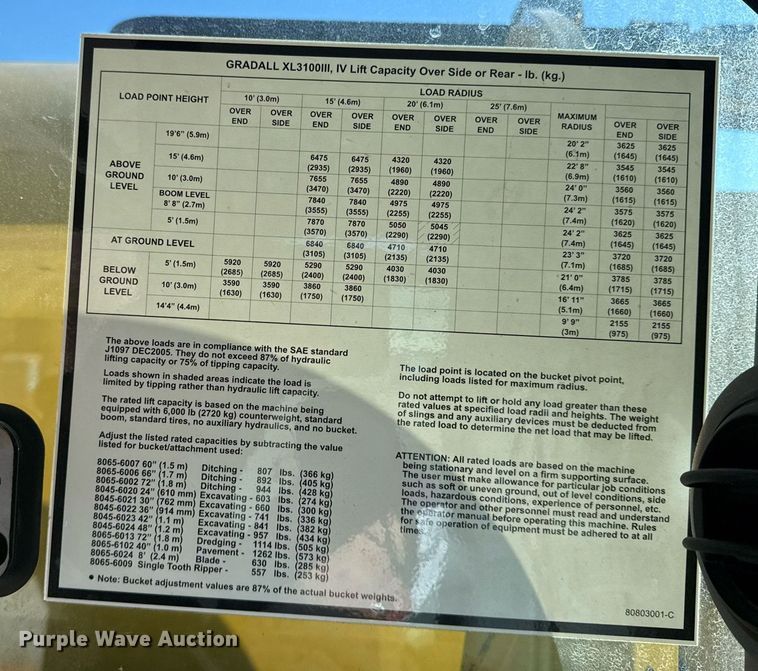 GRADALL XL3100III, IV Lift Capacity Over Side or Rear - lb. (kg.)
LOAD POINT HEIGHT LOAD RADIUS
10' (3.0m) 15' (4.6m) 20' (6.1m) 25' (7.6m) MAXIMUM RADIUS
OVER END OVER SIDE OVER END OVER SIDE OVER END OVER SIDE OVER END OVER SIDE OVER END OVER SIDE
ABOVE GROUND LEVEL
19'6" (5.9m) 20' 2" (6.1m) 3625 (1645) 3625 (1645)
15' (4.6m) 6475 (2935) 6475 (2935) 4320 (1960) 4320 (1960) 22' 8" (6.9m) 3545 (1610) 3545 (1610)
10' (3.0m) 7655 (3470) 7655 (3470) 4890 (2220) 4890 (2220) 24' 0" (7.3m) 3560 (1615) 3560 (1615)
BOOM LEVEL 8' 8" (2.7m) 7840 (3555) 7840 (3555) 4975 (2255) 4975 (2255) 24' 2" (7.4m) 3575 (1620) 3575 (1620)
5' (1.5m) 7870 (3570) 7870 (3570) 5050 (2290) 5045 (2290) 24' 2" (7.4m) 3625 (1645) 3625 (1645)
AT GROUND LEVEL 6840 (3105) 6840 (3105) 4710 (2135) 4710 (2135) 23' 3" (7.1m) 3720 (1685) 3720 (1685)
BELOW GROUND LEVEL
5' (1.5m) 5920 (2685) 5920 (2685) 5290 (2400) 5290 (2400) 4030 (1830) 4030 (1830) 21' 0" (6.4m) 3785 (1715) 3785 (1715)
10' (3.0m) 3590 (1630) 3590 (1630) 3860 (1750) 3860 (1750) 16' 11" (5.1m) 3665 (1660) 3665 (1660)
14'4" (4.4m) 9' 9" (3m) 2155 (975) 2155 (975)
The above loads are in compliance with the SAE standard
J1097 DEC2005. They do not exceed 87% of hydraulic
lifting capacity or 75% of tipping capacity.
Loads shown in shaded areas indicate the load is
limited by tipping rather than hydraulic lift capacity.
The rated lift capacity is based on the machine being
equipped with 6,000 lb (2720 kg) counterweight, standard
boom, standard tires, no auxiliary hydraulics, and no bucket.
Adjust the listed rated capacities by subtracting the value
listed for bucket/attachment used:
8065-6007 60" (1.5 m) Ditching - 807 lbs. (366 kg)
8065-6006 66" (1.7 m) Ditching - 892 lbs. (405 kg)
8065-6002 72" (1.8 m) Ditching - 944 lbs. (428 kg)
8045-6020 24" (610 mm) Excavating - 603 lbs. (274 kg)
8045-6021 30" (762 mm) Excavating - 660 lbs. (300 kg)
8045-6022 36" (914 mm) Excavating - 741 lbs. (336 kg)
8045-6023 42" (1.1 m) Excavating - 841 lbs. (382 kg)
8045-6024 48" (1.2 m) Excavating - 957 lbs. (434 kg)
8065-6013 72" (1.8 m) Dredging - 1114 lbs. (505 kg)
8065-6102 40" (1.0 m) Pavement - 1262 lbs. (573 kg)
8065-6024 8' (2.4 m) Blade - 630 lbs. (285 kg)
8065-6009 Single Tooth Ripper - 557 lbs. (253 kg)
• Note: Bucket adjustment values are 87% of the actual bucket weights.
The load point is located on the bucket pivot point,
including loads listed for maximum radius.
Do not attempt to lift or hold any load greater than these
rated values at specified load radii and heights. The weight
of slings and any auxiliary devices must be deducted from
the rated load to determine the net load that may be lifted.
ATTENTION: All rated loads are based on the machine
being stationary and level on a firm supporting surface.
The user must make allowance for particular job conditions
such as soft or uneven ground, out of level conditions, side
loads, hazardous conditions, experience of personnel, etc.
The operator and other personnel must read and understand
the operator manual before operating this machine. Rules
for safe operation of equipment must be adhered to at all
times.
80803001-C
Purple Wave Auction